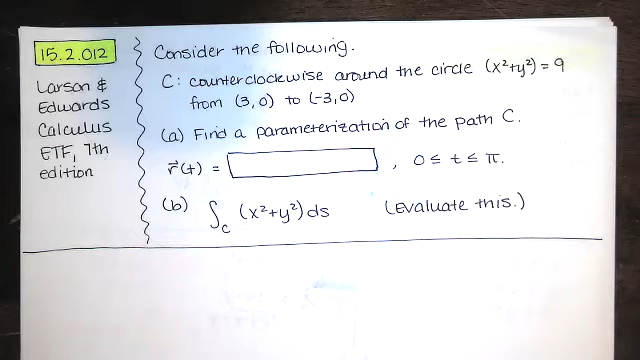 15.2.012
Larson &
Edwards
Calculus
ETF, 7th
edition
Consider the following.
C: counterclockwise around the circle (x²+y²) = 9
from (3,0) to (-3,0)
(a) Find a parameterization of the path C.
r⃗(t) = , 0 ≤ t ≤ π.
(b) ∫_C (x²+y²) ds (Evaluate this.)